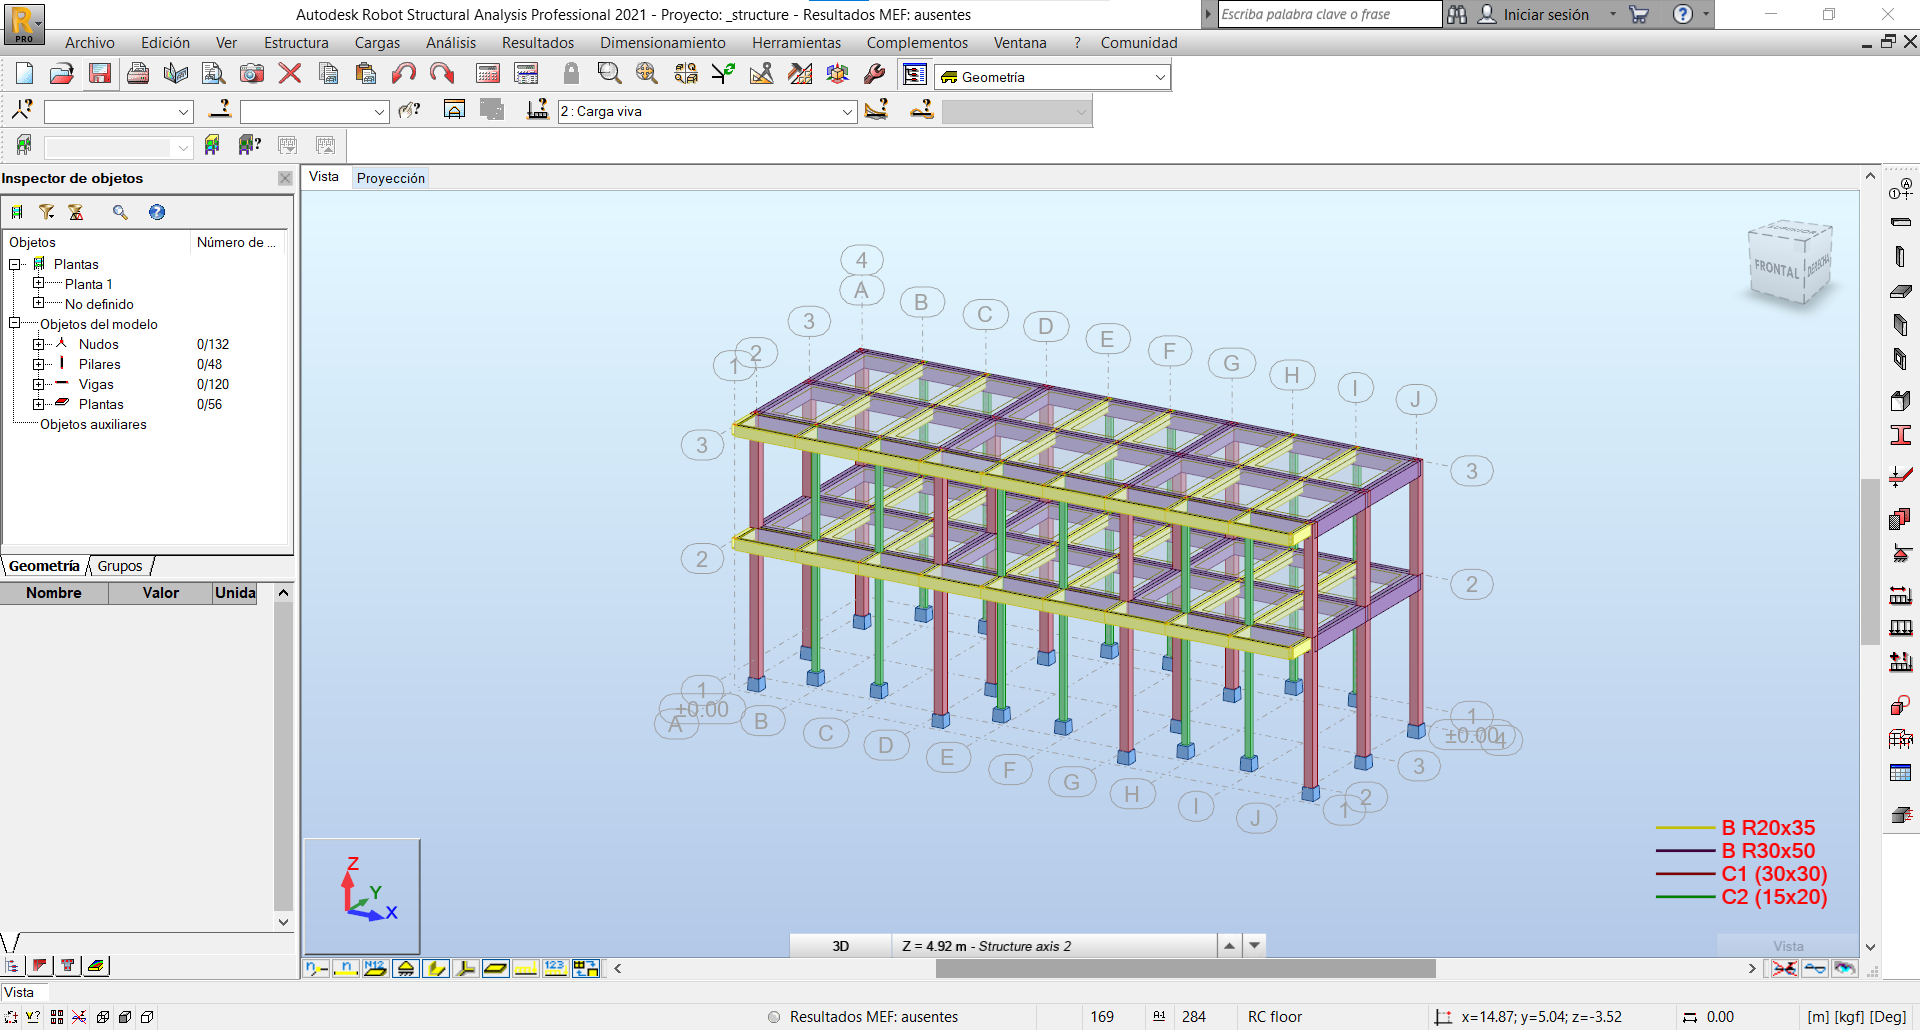 Autodesk Robot Structural Analysis Professional 2021 - Proyecto: _structure - Resultados MEF: ausentes
Escriba palabra clave o frase
Iniciar sesión
PRO
Archivo Edición Ver Estructura Cargas Análisis Resultados Dimensionamiento Herramientas Complementos Ventana ? Comunidad
Geometría
2 : Carga viva
Inspector de objetos
Vista Proyección
Objetos Número de ...
Plantas
Planta 1
No definido
Objetos del modelo
Nudos 0/132
Pilares 0/48
Vigas 0/120
Plantas 0/56
Objetos auxiliares
Geometría Grupos
Nombre Valor Unida
SUPERIOR
FRONTAL
DERECHA
4
A
B
C
D
E
F
G
H
I
J
3
2
1
3
2
3
2
1
±0.00
A
B
C
D
E
F
G
H
I
J
1
2
3
1
±0.00
4
B R20x35
B R30x50
C1 (30x30)
C2 (15x20)
Z
Y
X
3D Z = 4.92 m - Structure axis 2
Vista
Vista
Resultados MEF: ausentes 169 284 RC floor x=14.87; y=5.04; z=-3.52 0.00 [m] [kgf] [Deg]